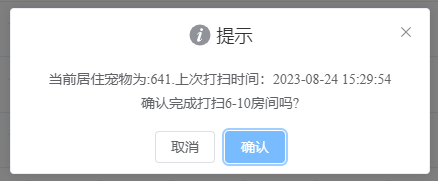 提示
当前居住宠物为:641.上次打扫时间：2023-08-24 15:29:54
确认完成打扫6-10房间吗?
取消
确认